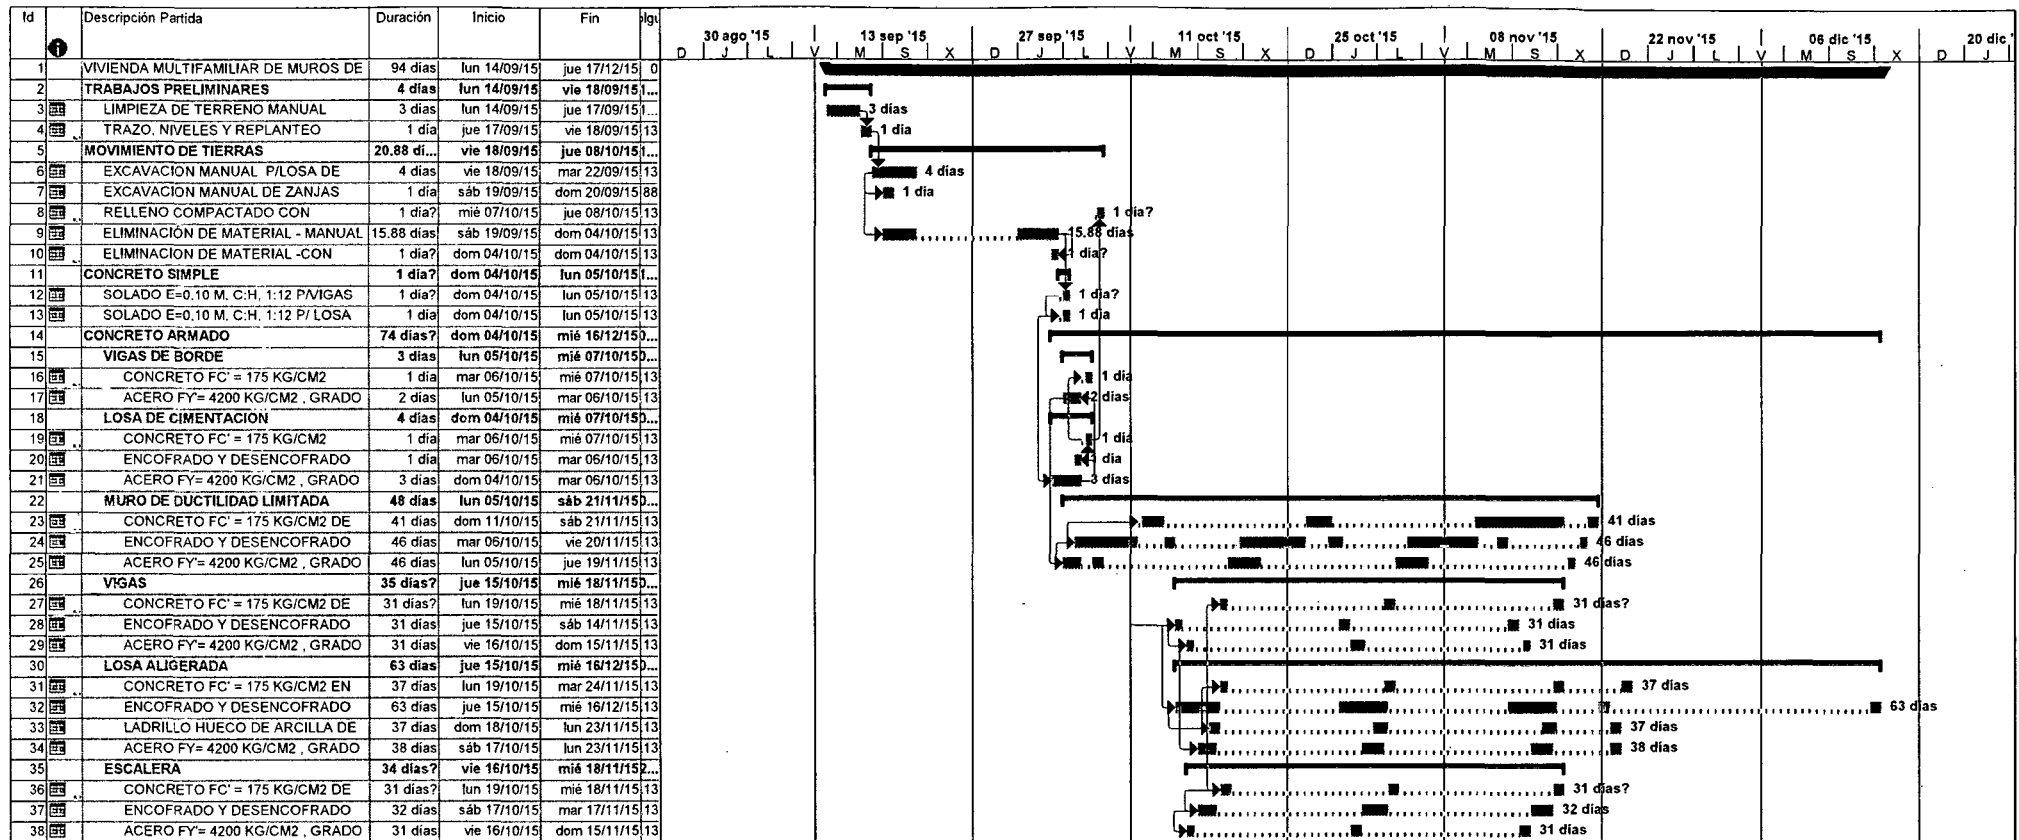 Id Descripción Partida Duración Inicio Fin
30 ago '15 13 sep '15 27 sep '15 11 oct '15 25 oct '15 08 nov '15 22 nov '15 06 dic '15 20 dic '
D J L V M S X D J L V M S X D J L V M S X D J
1 VIVIENDA MULTIFAMILIAR DE MUROS DE 94 días lun 14/09/15 jue 17/12/15 0
2 TRABAJOS PRELIMINARES 4 días lun 14/09/15 vie 18/09/15 1...
3 LIMPIEZA DE TERRENO MANUAL 3 días lun 14/09/15 jue 17/09/15 1... 3 días
4 TRAZO, NIVELES Y REPLANTEO 1 día jue 17/09/15 vie 18/09/15 13 1 día
5 MOVIMIENTO DE TIERRAS 20.88 dí... vie 18/09/15 jue 08/10/15 1...
6 EXCAVACION MANUAL P/LOSA DE 4 días vie 18/09/15 mar 22/09/15 13 4 días
7 EXCAVACION MANUAL DE ZANJAS 1 día sáb 19/09/15 dom 20/09/15 88 1 día
8 RELLENO COMPACTADO CON 1 día? mié 07/10/15 jue 08/10/15 13 1 día?
9 ELIMINACIÓN DE MATERIAL - MANUAL 15.88 días sáb 19/09/15 dom 04/10/15 13 15.88 días
10 ELIMINACION DE MATERIAL -CON 1 día? dom 04/10/15 dom 04/10/15 13 1 día?
11 CONCRETO SIMPLE 1 día? dom 04/10/15 lun 05/10/15 1...
12 SOLADO E=0.10 M. C:H, 1:12 P/VIGAS 1 día? dom 04/10/15 lun 05/10/15 13 1 día?
13 SOLADO E=0.10 M. C:H, 1:12 P/ LOSA 1 día dom 04/10/15 lun 05/10/15 13 1 día
14 CONCRETO ARMADO 74 días? dom 04/10/15 mié 16/12/15 0...
15 VIGAS DE BORDE 3 días lun 05/10/15 mié 07/10/15 0...
16 CONCRETO FC' = 175 KG/CM2 1 día mar 06/10/15 mié 07/10/15 13 1 día
17 ACERO FY'= 4200 KG/CM2 , GRADO 2 días lun 05/10/15 mar 06/10/15 13 2 días
18 LOSA DE CIMENTACION 4 días dom 04/10/15 mié 07/10/15 0...
19 CONCRETO FC' = 175 KG/CM2 1 día mar 06/10/15 mié 07/10/15 13 1 día
20 ENCOFRADO Y DESENCOFRADO 1 día mar 06/10/15 mar 06/10/15 13 1 día
21 ACERO FY= 4200 KG/CM2 , GRADO 3 días dom 04/10/15 mar 06/10/15 13 3 días
22 MURO DE DUCTILIDAD LIMITADA 48 días lun 05/10/15 sáb 21/11/15 0...
23 CONCRETO FC' = 175 KG/CM2 DE 41 días dom 11/10/15 sáb 21/11/15 13 41 días
24 ENCOFRADO Y DESENCOFRADO 46 días mar 06/10/15 vie 20/11/15 13 46 días
25 ACERO FY'= 4200 KG/CM2 , GRADO 46 días lun 05/10/15 jue 19/11/15 13 46 días
26 VIGAS 35 días? jue 15/10/15 mié 18/11/15 0...
27 CONCRETO FC' = 175 KG/CM2 DE 31 días? lun 19/10/15 mié 18/11/15 13 31 días?
28 ENCOFRADO Y DESENCOFRADO 31 días jue 15/10/15 sáb 14/11/15 13 31 días
29 ACERO FY'= 4200 KG/CM2 , GRADO 31 días vie 16/10/15 dom 15/11/15 13 31 días
30 LOSA ALIGERADA 63 días jue 15/10/15 mié 16/12/15 0...
31 CONCRETO FC' = 175 KG/CM2 EN 37 días lun 19/10/15 mar 24/11/15 13 37 días
32 ENCOFRADO Y DESENCOFRADO 63 días jue 15/10/15 mié 16/12/15 13 63 días
33 LADRILLO HUECO DE ARCILLA DE 37 días dom 18/10/15 lun 23/11/15 13 37 días
34 ACERO FY= 4200 KG/CM2 , GRADO 38 días sáb 17/10/15 lun 23/11/15 13 38 días
35 ESCALERA 34 días? vie 16/10/15 mié 18/11/15 2...
36 CONCRETO FC' = 175 KG/CM2 DE 31 días? lun 19/10/15 mié 18/11/15 13 31 días?
37 ENCOFRADO Y DESENCOFRADO 32 días sáb 17/10/15 mar 17/11/15 13 32 días
38 ACERO FY'= 4200 KG/CM2 , GRADO 31 días vie 16/10/15 dom 15/11/15 13 31 días